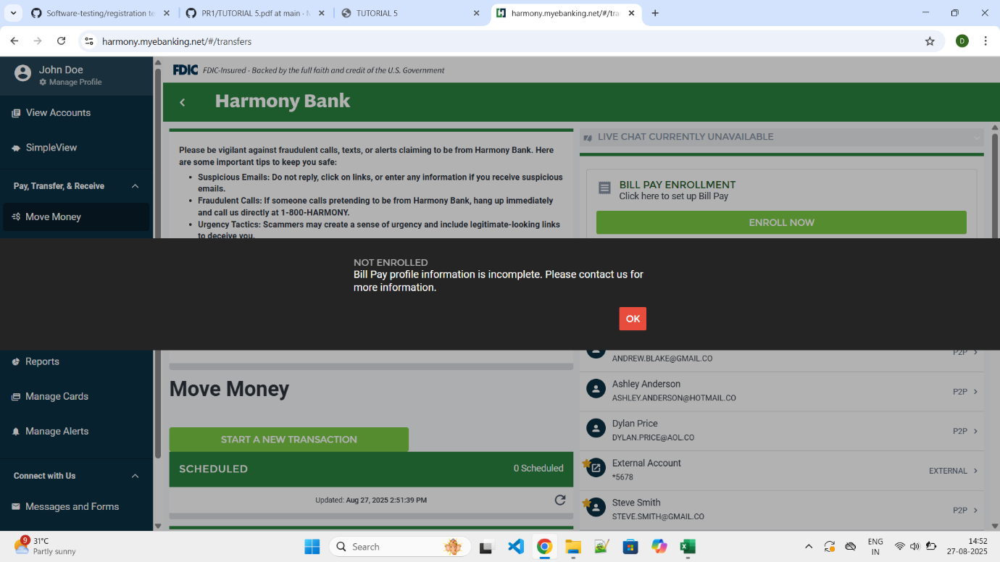 Software-testing/registration te
PR1/TUTORIAL 5.pdf at main ·
TUTORIAL 5
harmony.myebanking.net/#/tra
harmony.myebanking.net/#/transfers
D
John Doe
Manage Profile
View Accounts
SimpleView
Pay, Transfer, & Receive
Move Money
Reports
Manage Cards
Manage Alerts
Connect with Us
Messages and Forms
FDIC FDIC-Insured - Backed by the full faith and credit of the U.S. Government
Harmony Bank
Please be vigilant against fraudulent calls, texts, or alerts claiming to be from Harmony Bank. Here
are some important tips to keep you safe:
• Suspicious Emails: Do not reply, click on links, or enter any information if you receive suspicious
emails.
• Fraudulent Calls: If someone calls pretending to be from Harmony Bank, hang up immediately
and call us directly at 1-800-HARMONY.
• Urgency Tactics: Scammers may create a sense of urgency and include legitimate-looking links
to deceive you.
LIVE CHAT CURRENTLY UNAVAILABLE
BILL PAY ENROLLMENT
Click here to set up Bill Pay
ENROLL NOW
NOT ENROLLED
Bill Pay profile information is incomplete. Please contact us for
more information.
OK
Move Money
START A NEW TRANSACTION
SCHEDULED 0 Scheduled
Updated: Aug 27, 2025 2:51:39 PM
P2P
ANDREW.BLAKE@GMAIL.CO
Ashley Anderson
ASHLEY.ANDERSON@HOTMAIL.CO P2P
Dylan Price
DYLAN.PRICE@AOL.CO P2P
External Account
*5678 EXTERNAL
Steve Smith
STEVE.SMITH@GMAIL.CO P2P
9
31°C
Partly sunny
Search
ENG
IN
14:52
27-08-2025